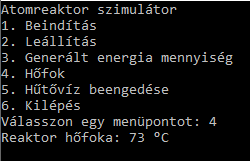 Atomreaktor szimulátor
1. Beindítás
2. Leállítás
3. Generált energia mennyiség
4. Hőfok
5. Hűtővíz beengedése
6. Kilépés
Válasszon egy menüpontot: 4
Reaktor hőfoka: 73 °C